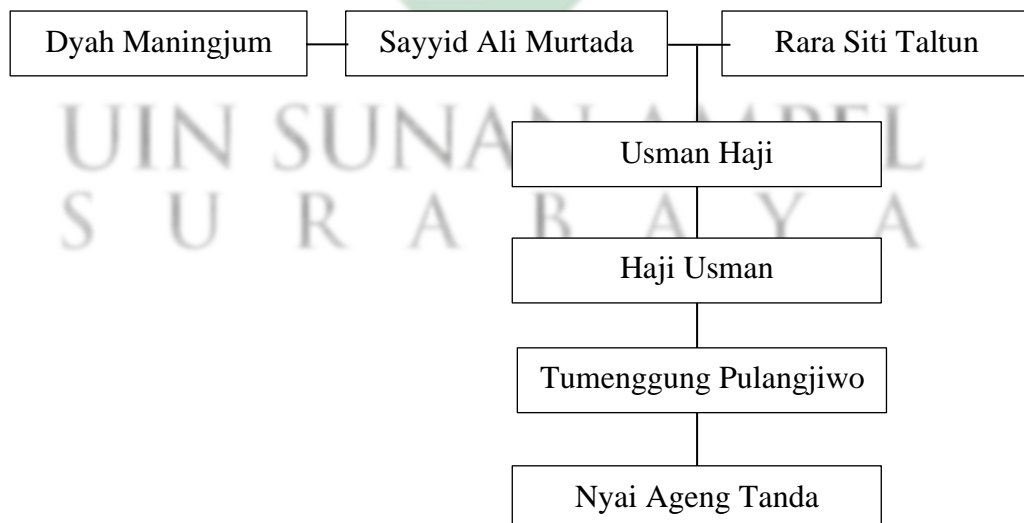 Dyah Maningjum
Sayyid Ali Murtada
Rara Siti Taltun
UIN SUNAN AMPEL
Usman Haji
S U R A B A Y A
Haji Usman
Tumenggung Pulangjiwo
Nyai Ageng Tanda